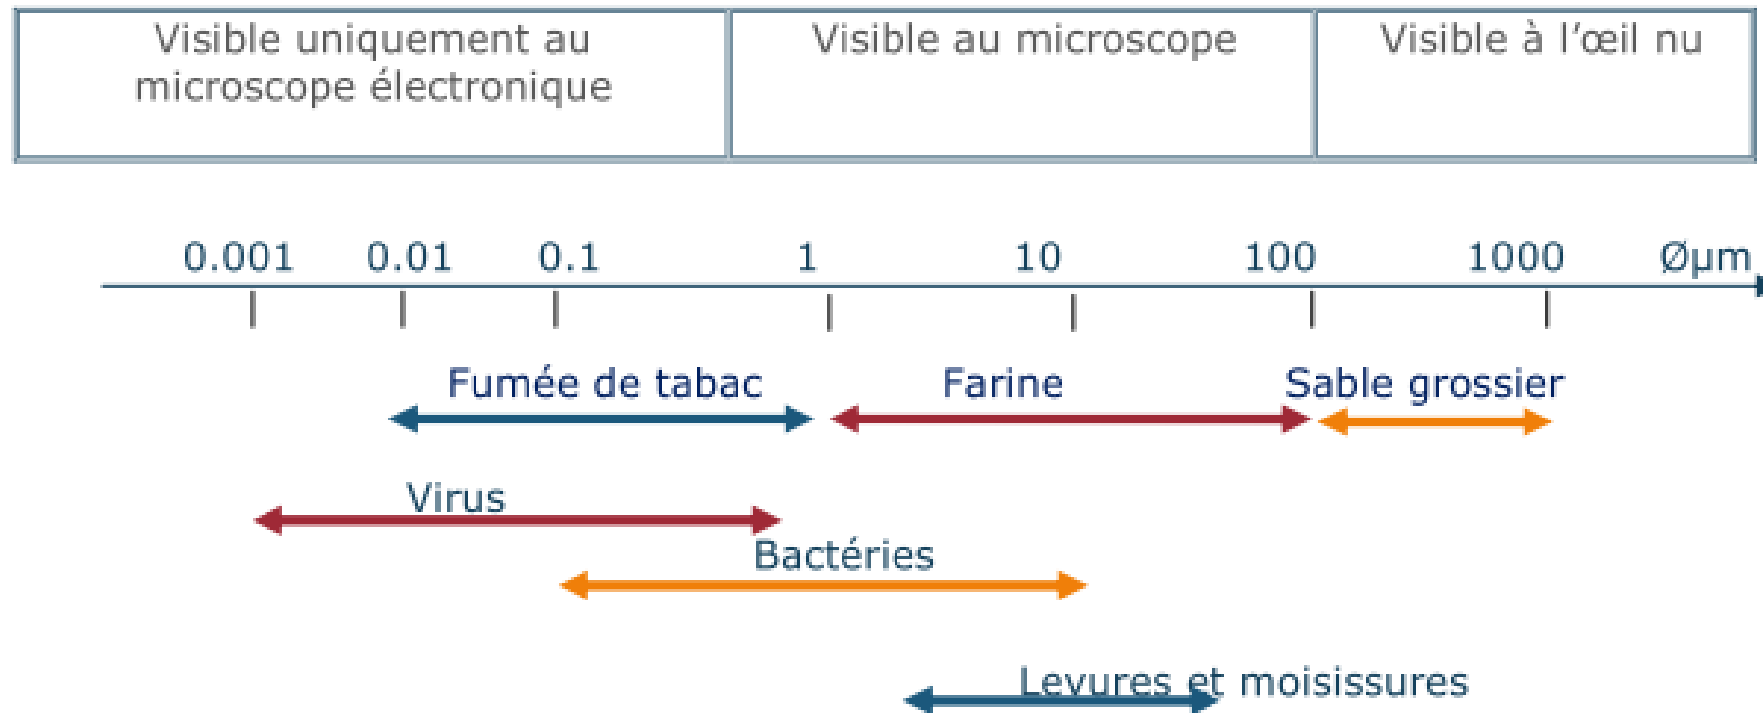 Visible uniquement au
microscope électronique
Visible au microscope
Visible à l'œil nu
0.001 0.01 0.1 1 10 100 1000 Øµm
Fumée de tabac
Farine
Sable grossier
Virus
Bactéries
Levures et moisissures